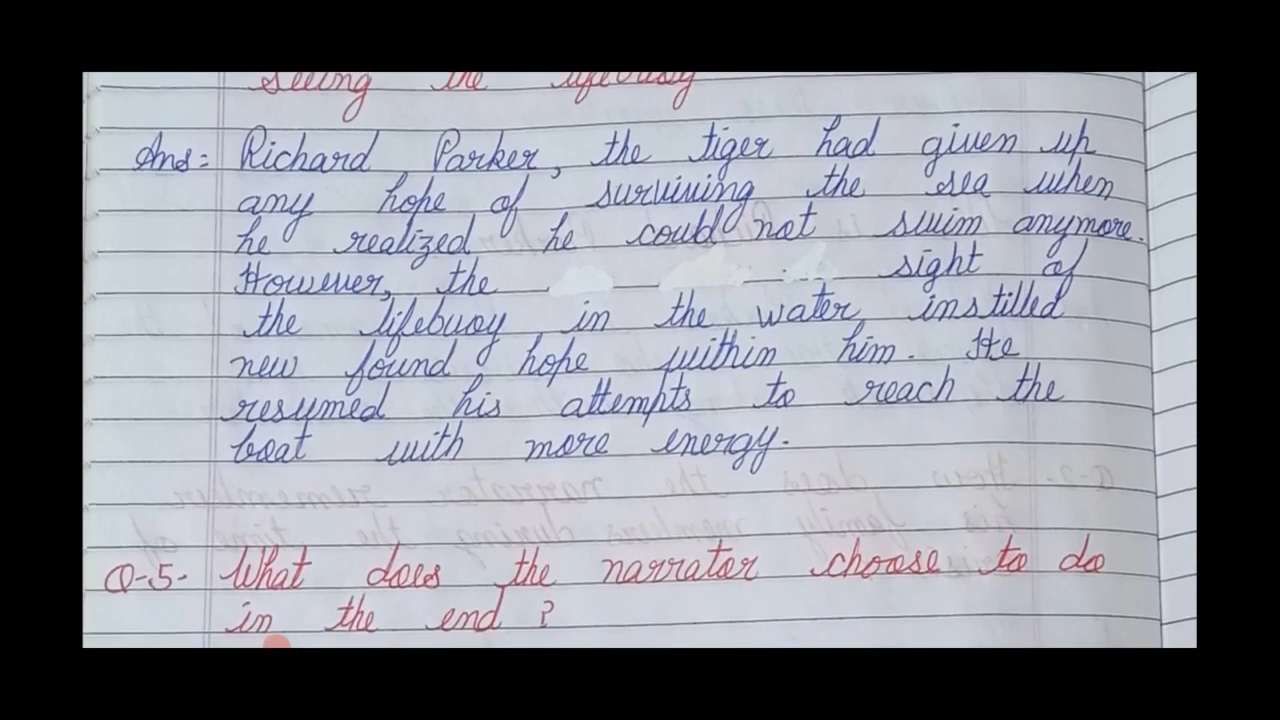 seeing the lifebuoy
Ans: Richard Parker, the tiger had given up
any hope of surviving the sea when
he realized he could not swim anymore.
However, the sight of
the lifebuoy in the water instilled
new found hope within him. He
resumed his attempts to reach the
boat with more energy.
Q-5- What does the narrator choose to do
in the end ?